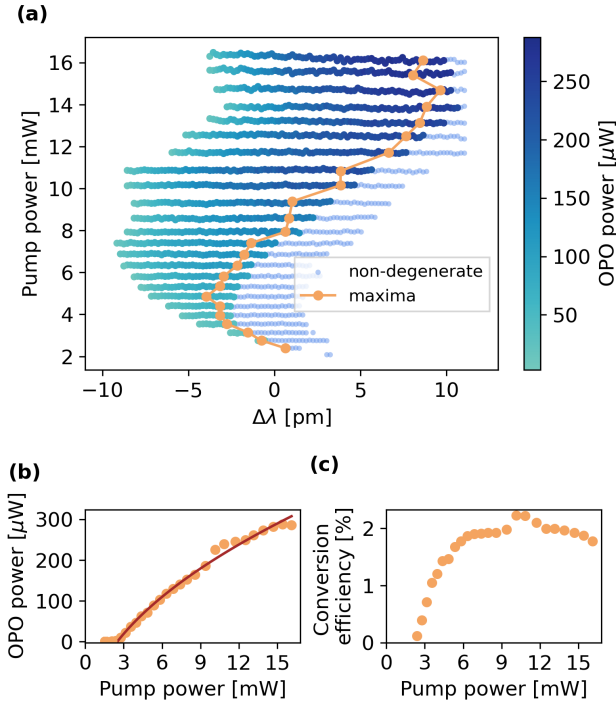 (a)
16
14
12
10
8
6
4
2
Pump power [mW]
non-degenerate
maxima
−10 −5 0 5 10
Δλ [pm]
250
200
150
100
50
OPO power [μW]
(b)
300
200
100
0
OPO power [μW]
0 3 6 9 12 15
Pump power [mW]
(c)
2
1
0
Conversion
efficiency [%]
0 3 6 9 12 15
Pump power [mW]